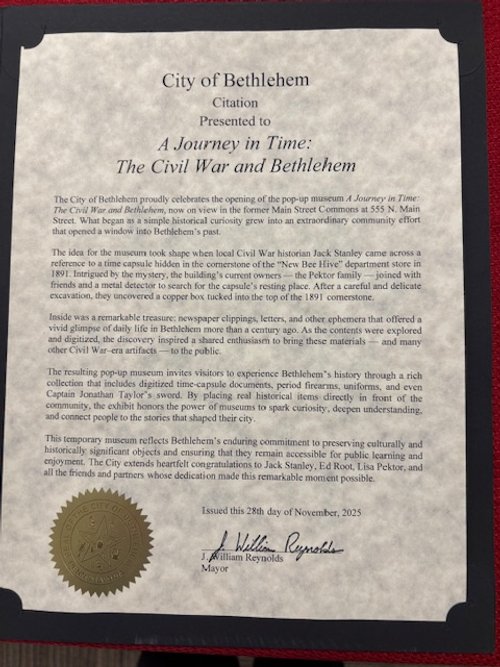 City of Bethlehem
Citation
Presented to
A Journey in Time:
The Civil War and Bethlehem
The City of Bethlehem proudly celebrates the opening of the pop-up museum A Journey in Time:
The Civil War and Bethlehem, now on view in the former Main Street Commons at 555 N. Main
Street. What began as a simple historical curiosity grew into an extraordinary community effort
that opened a window into Bethlehem's past.
The idea for the museum took shape when local Civil War historian Jack Stanley came across a
reference to a time capsule hidden in the cornerstone of the "New Bee Hive" department store in
1891. Intrigued by the mystery, the building's current owners — the Pektor family — joined with
friends and a metal detector to search for the capsule's resting place. After a careful and delicate
excavation, they uncovered a copper box tucked into the top of the 1891 cornerstone.
Inside was a remarkable treasure: newspaper clippings, letters, and other ephemera that offered a
vivid glimpse of daily life in Bethlehem more than a century ago. As the contents were explored
and digitized, the discovery inspired a shared enthusiasm to bring these materials — and many
other Civil War–era artifacts — to the public.
The resulting pop-up museum invites visitors to experience Bethlehem's history through a rich
collection that includes digitized time-capsule documents, period firearms, uniforms, and even
Captain Jonathan Taylor's sword. By placing real historical items directly in front of the
community, the exhibit honors the power of museums to spark curiosity, deepen understanding,
and connect people to the stories that shaped their city.
This temporary museum reflects Bethlehem's enduring commitment to preserving culturally and
historically significant objects and ensuring that they remain accessible for public learning and
enjoyment. The City extends heartfelt congratulations to Jack Stanley, Ed Root, Lisa Pektor, and
all the friends and partners whose dedication made this remarkable moment possible.
Issued this 28th day of November, 2025
J. William Reynolds
J. William Reynolds
Mayor